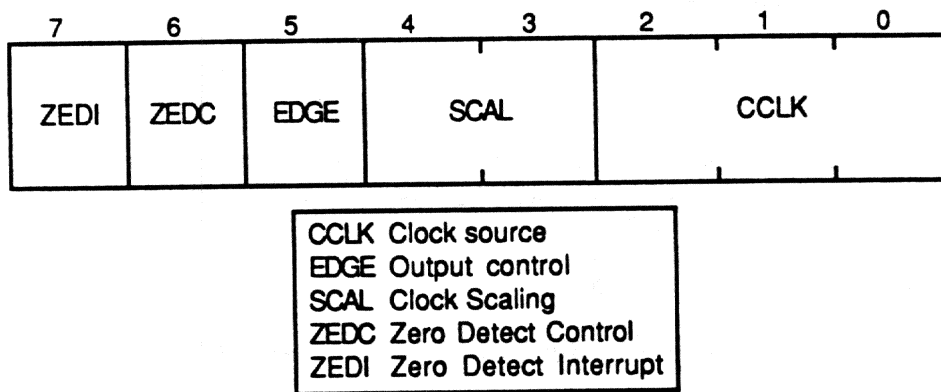 7 6 5 4 3 2 1 0
ZEDI ZEDC EDGE SCAL CCLK
CCLK Clock source
EDGE Output control
SCAL Clock Scaling
ZEDC Zero Detect Control
ZEDI Zero Detect Interrupt